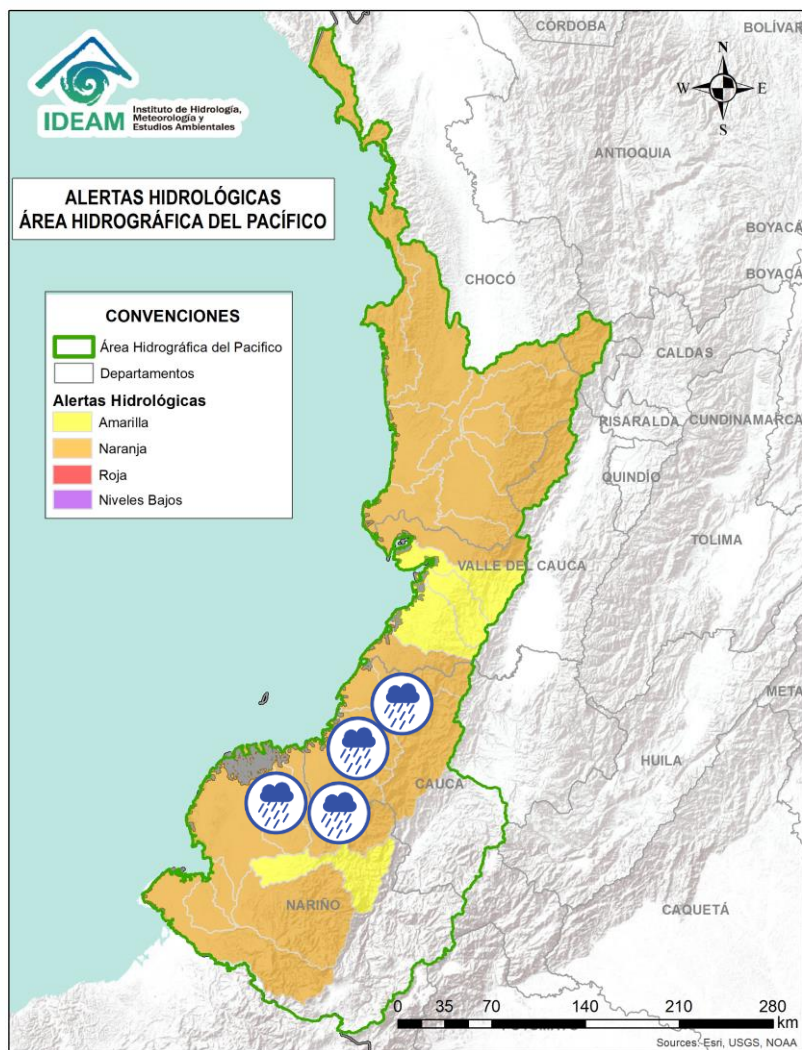 IDEAM
Instituto de Hidrología,
Meteorología y
Estudios Ambientales
ALERTAS HIDROLÓGICAS
ÁREA HIDROGRÁFICA DEL PACÍFICO
CONVENCIONES
Área Hidrográfica del Pacifico
Departamentos
Alertas Hidrológicas
Amarilla
Naranja
Roja
Niveles Bajos
CÓRDOBA
BOLÍVAR
N
W
E
S
ANTIOQUIA
BOYACÁ
BOYACÁ
CHOCÓ
CALDAS
RISARALDA
CUNDINAMARCA
QUINDÍO
TOLIMA
VALLE DEL CAUCA
META
HUILA
CAUCA
NARIÑO
CAQUETÁ
0 35 70 140 210 280
km
Sources: Esri, USGS, NOAA